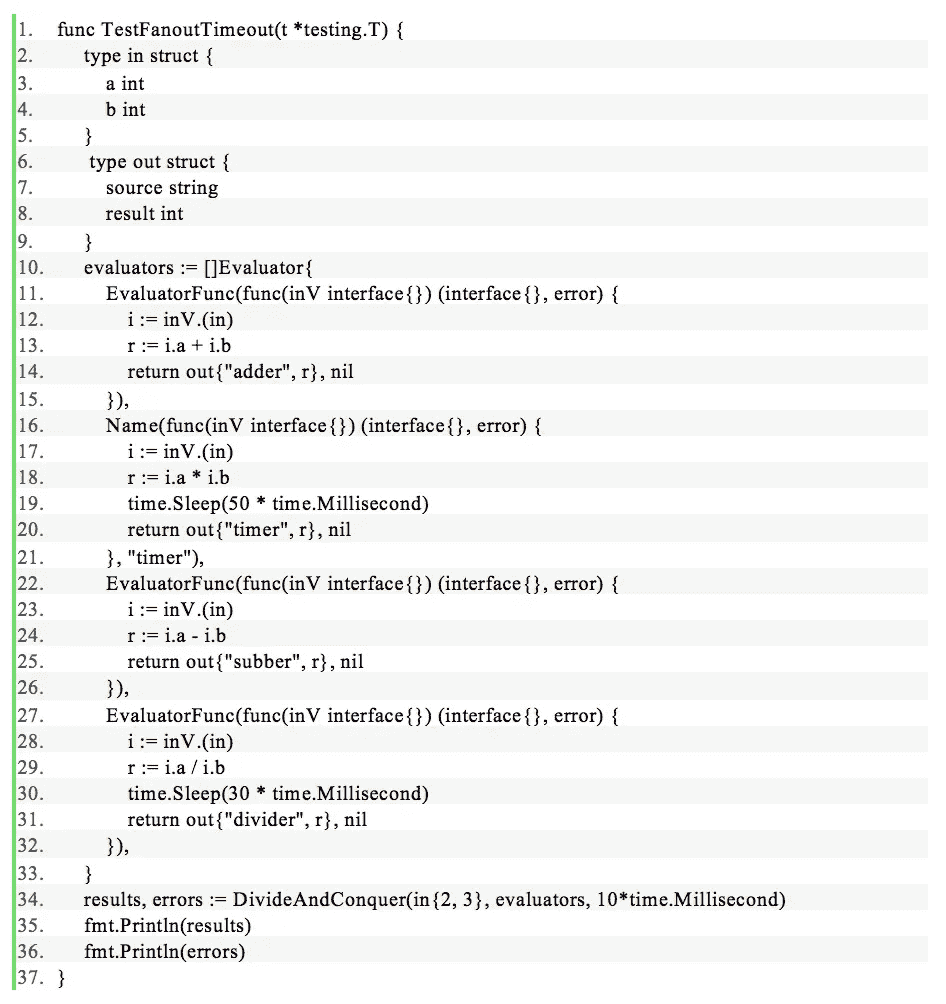 1. func TestFanoutTimeout(t *testing.T) {
2. type in struct {
3. a int
4. b int
5. }
6. type out struct {
7. source string
8. result int
9. }
10. evaluators := []Evaluator{
11. EvaluatorFunc(func(inV interface{}) (interface{}, error) {
12. i := inV.(in)
13. r := i.a + i.b
14. return out{"adder", r}, nil
15. }),
16. Name(func(inV interface{}) (interface{}, error) {
17. i := inV.(in)
18. r := i.a * i.b
19. time.Sleep(50 * time.Millisecond)
20. return out{"timer", r}, nil
21. }, "timer"),
22. EvaluatorFunc(func(inV interface{}) (interface{}, error) {
23. i := inV.(in)
24. r := i.a - i.b
25. return out{"subber", r}, nil
26. }),
27. EvaluatorFunc(func(inV interface{}) (interface{}, error) {
28. i := inV.(in)
29. r := i.a / i.b
30. time.Sleep(30 * time.Millisecond)
31. return out{"divider", r}, nil
32. }),
33. }
34. results, errors := DivideAndConquer(in{2, 3}, evaluators, 10*time.Millisecond)
35. fmt.Println(results)
36. fmt.Println(errors)
37. }